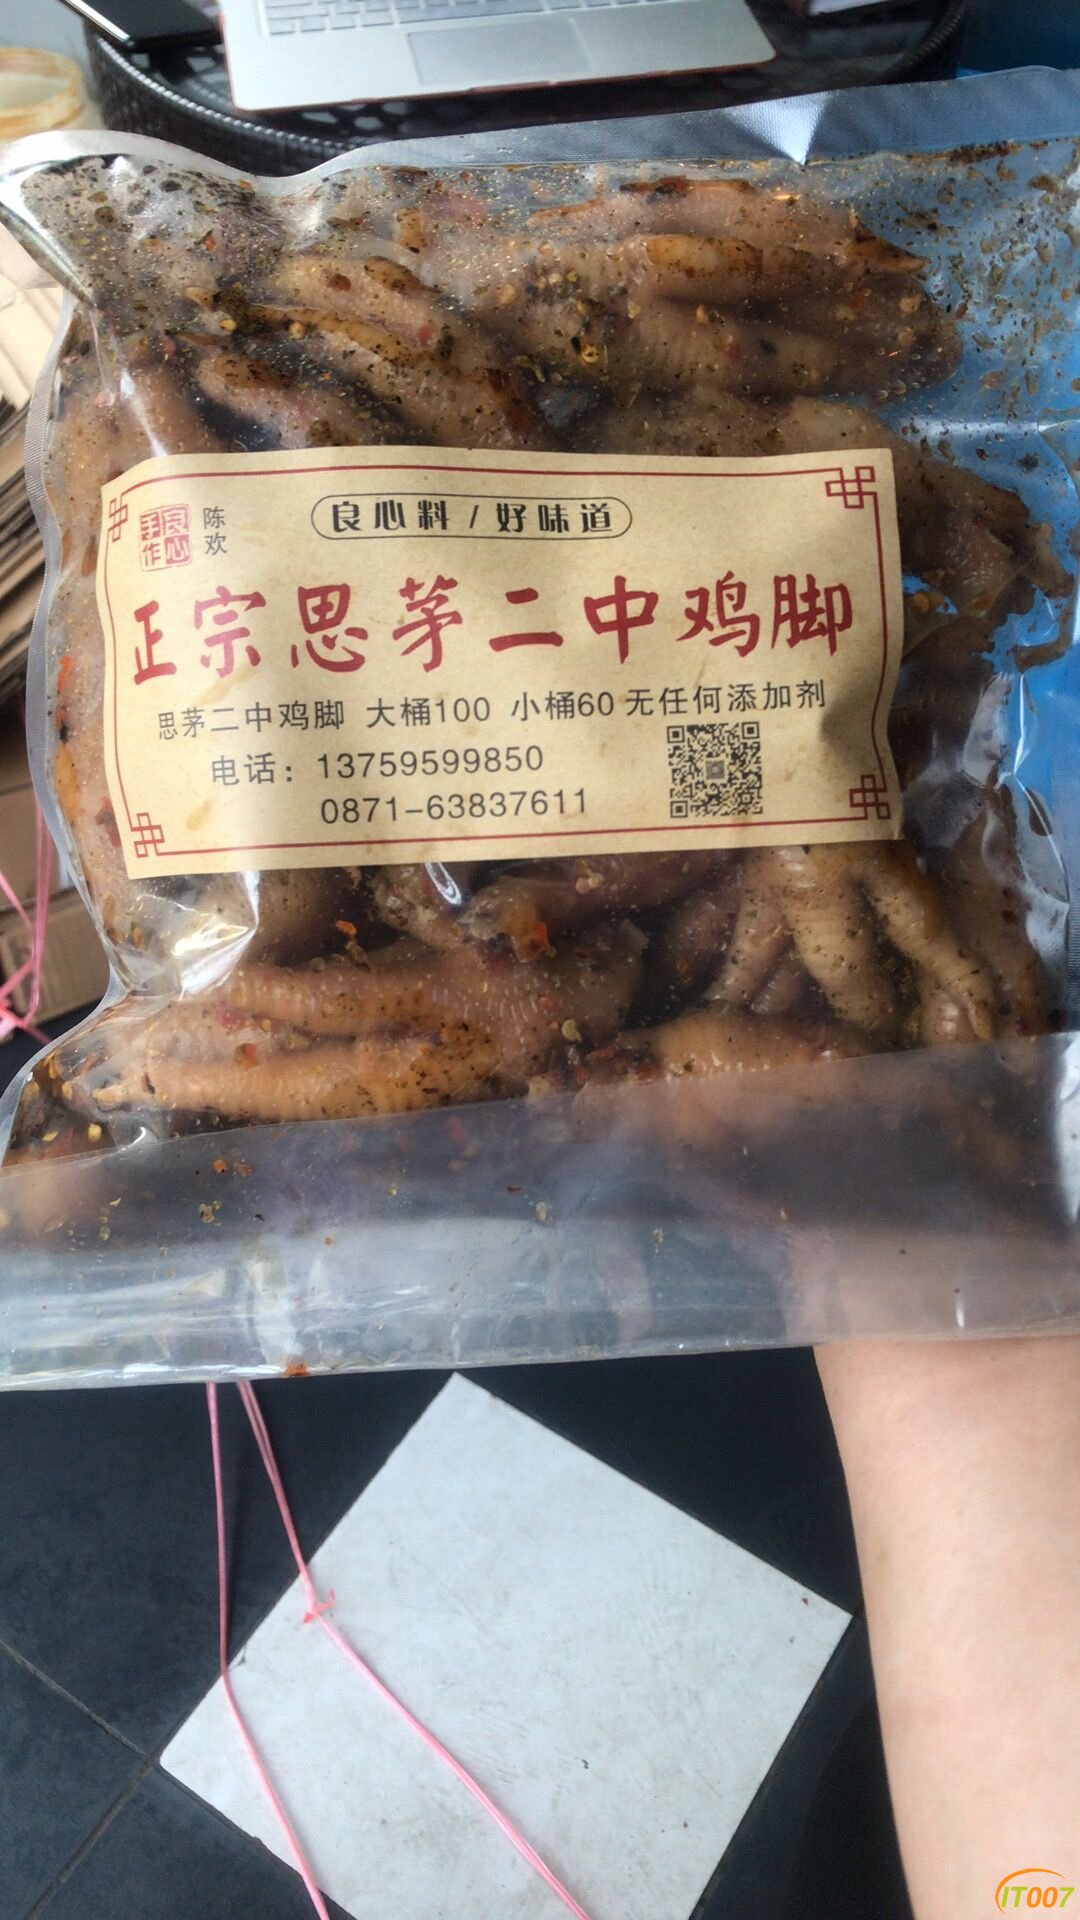 良心
手作
陈欢
良心料/好味道
正宗思茅二中鸡脚
思茅二中鸡脚 大桶100 小桶60 无任何添加剂
电话：13759599850
0871-63837611
IT007